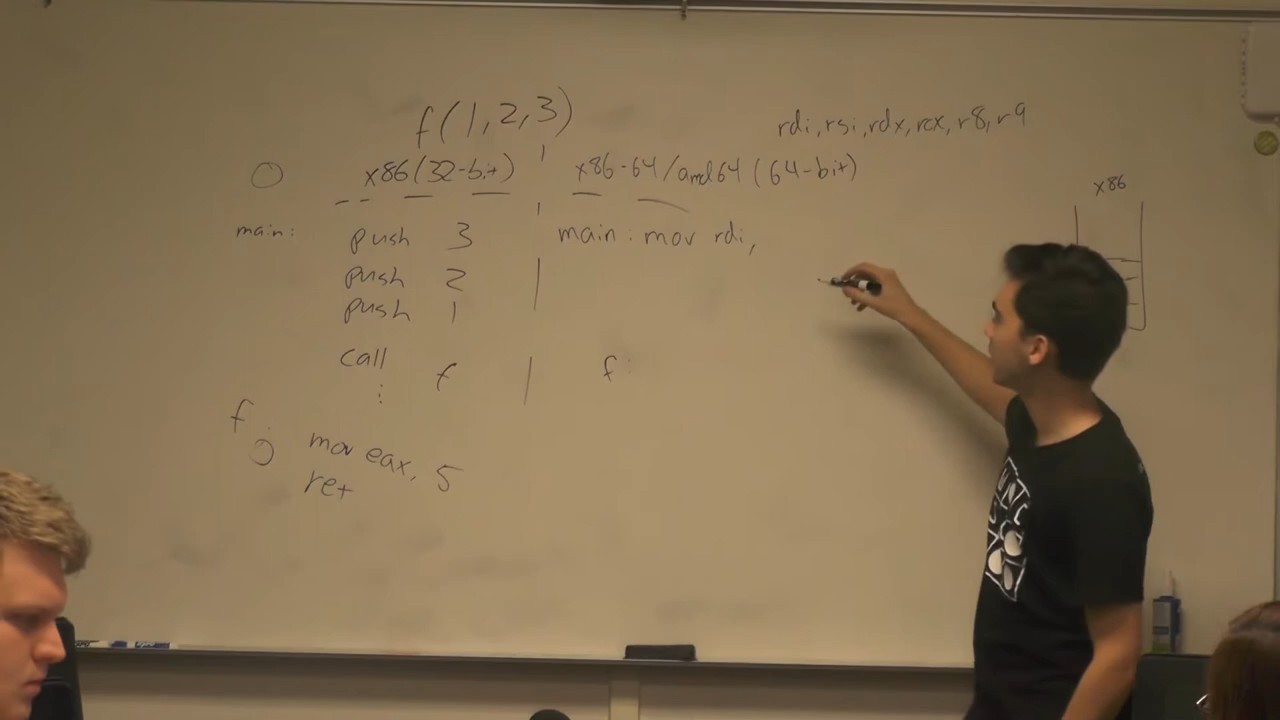 f(1,2,3)
rdi, rsi, rdx, rcx, r8, r9
x86 (32-bit) x86-64/amd64 (64-bit)
x86
main: push 3 main: mov rdi,
push 2
push 1
call f f:
f: mov eax, 5
ret